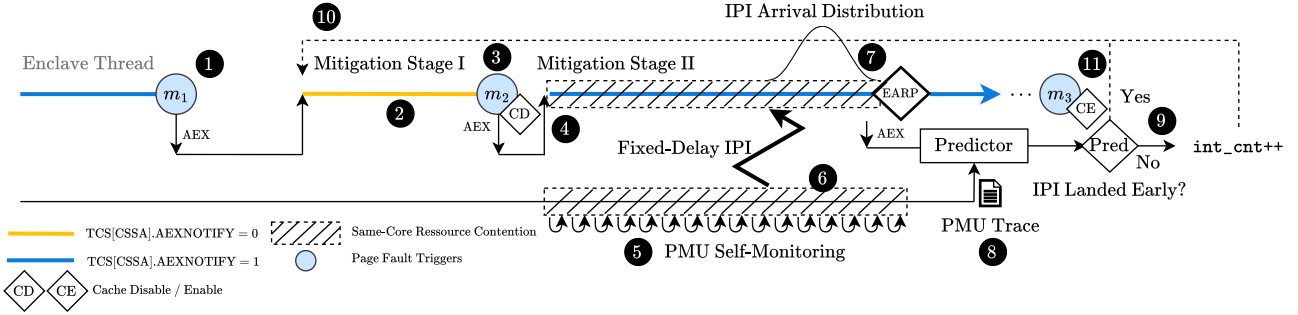 IPI Arrival Distribution
10
Enclave Thread
1
Mitigation Stage I
3
Mitigation Stage II
7
11
m1
2
m2
CD
EARP
...
m3
CE
Yes
AEX
AEX
4
Fixed-Delay IPI
AEX
Predictor
Pred
9
No
int_cnt++
6
IPI Landed Early?
5
PMU Self-Monitoring
PMU Trace
8
TCS[CSSA].AEXNOTIFY = 0
Same-Core Ressource Contention
TCS[CSSA].AEXNOTIFY = 1
Page Fault Triggers
CD
CE
Cache Disable / Enable